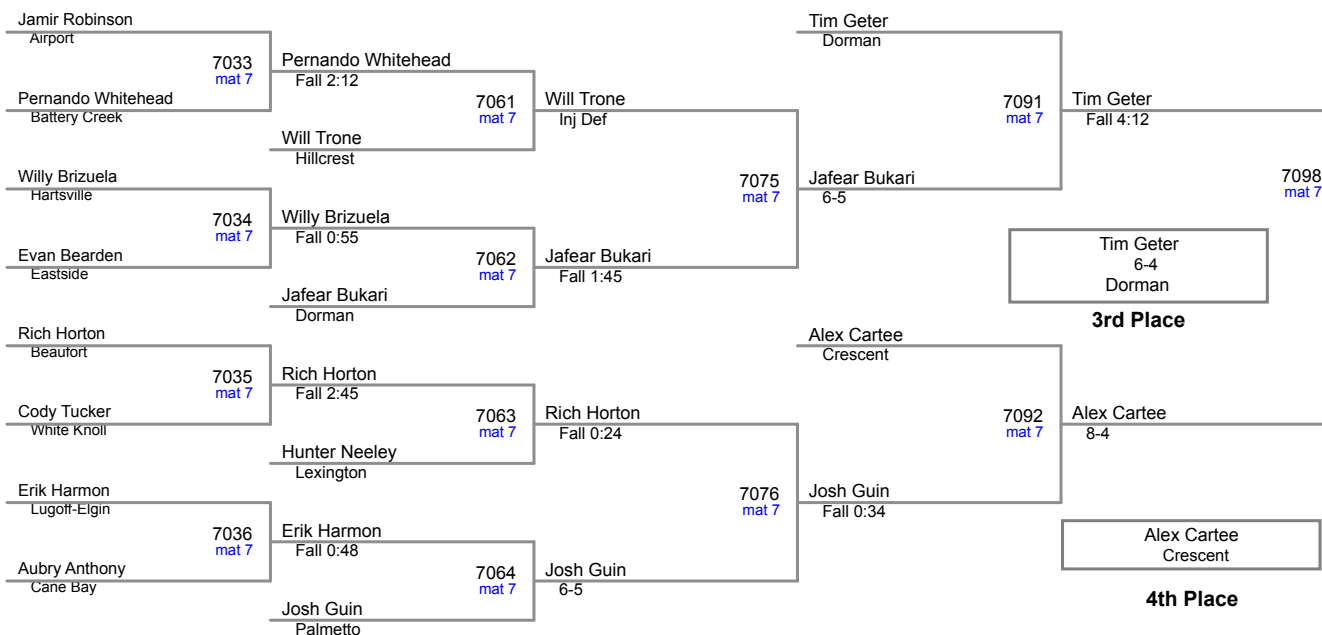 Jamir Robinson
Airport
7033
mat 7
Pernando Whitehead
Battery Creek
Willy Brizuela
Hartsville
7034
mat 7
Evan Bearden
Eastside
Rich Horton
Beaufort
7035
mat 7
Cody Tucker
White Knoll
Erik Harmon
Lugoff-Elgin
7036
mat 7
Aubry Anthony
Cane Bay
Pernando Whitehead
Fall 2:12
7061
mat 7
Will Trone
Hillcrest
Willy Brizuela
Fall 0:55
7062
mat 7
Jafear Bukari
Dorman
Rich Horton
Fall 2:45
7063
mat 7
Hunter Neeley
Lexington
Erik Harmon
Fall 0:48
7064
mat 7
Josh Guin
Palmetto
Will Trone
Inj Def
7075
mat 7
Jafear Bukari
Fall 1:45
Rich Horton
Fall 0:24
7076
mat 7
Josh Guin
6-5
Tim Geter
Dorman
7091
mat 7
Jafear Bukari
6-5
Alex Cartee
Crescent
7092
mat 7
Josh Guin
Fall 0:34
Tim Geter
Fall 4:12
7098
mat 7
Alex Cartee
8-4
Tim Geter
6-4
Dorman
3rd Place
Alex Cartee
Crescent
4th Place